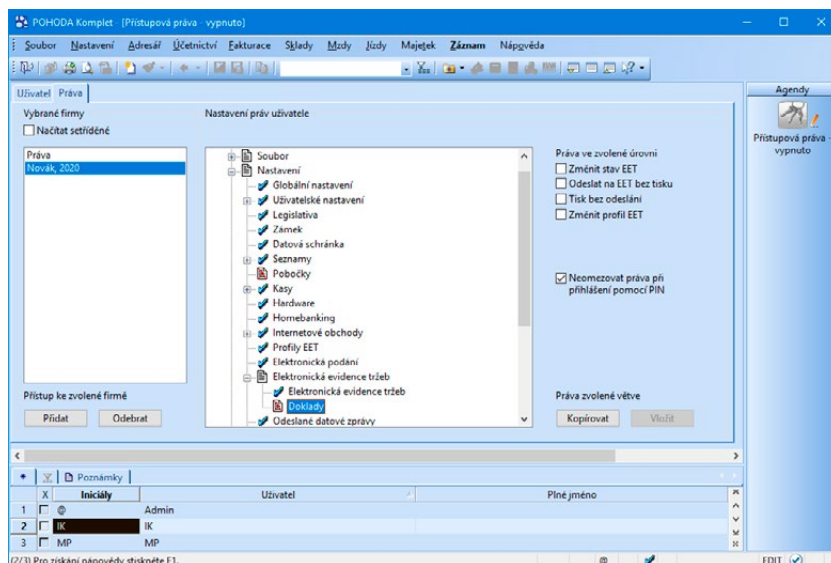 POHODA Komplet - [Přístupová práva - vypnuto]
Soubor Nastavení Adresář Účetnictví Fakturace Sklady Mzdy Jízdy Majetek Záznam Nápověda
Uživatel Práva
Vybrané firmy
Načítat setříděné
Práva
Novák, 2020
Přístup ke zvolené firmě
Přidat Odebrat
Nastavení práv uživatele
Soubor
Nastavení
Globální nastavení
Uživatelské nastavení
Legislativa
Zámek
Datová schránka
Seznamy
Pobočky
Kasy
Hardware
Homebanking
Internetové obchody
Profily EET
Elektronická podání
Elektronická evidence tržeb
Elektronická evidence tržeb
Doklady
Odeslané datové zprávy
Práva ve zvolené úrovni
Změnit stav EET
Odeslat na EET bez tisku
Tisk bez odeslání
Změnit profil EET
Neomezovat práva při
přihlášení pomocí PIN
Práva zvolené větve
Kopírovat Vložit
Agendy
Přístupová práva -
vypnuto
Poznámky
X Iniciály Uživatel Plné jméno
1 @ Admin
2 IK IK
3 MP MP
(2/3) Pro získání nápovědy stiskněte F1. @ EDIT